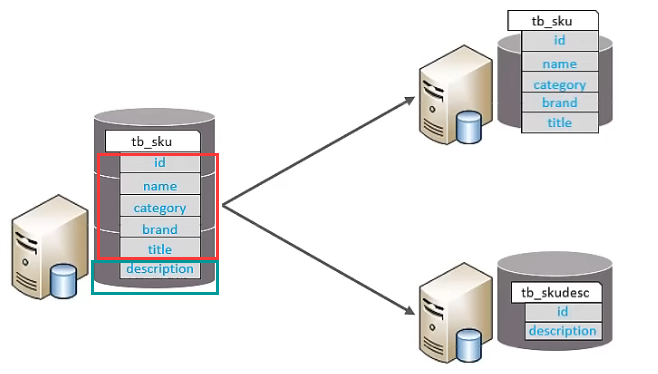 tb_sku
id
name
category
brand
title
description
tb_sku
id
name
category
brand
title
tb_skudesc
id
description